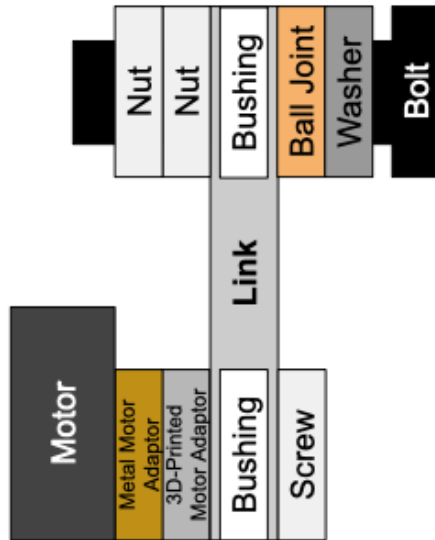 Nut
Nut
Bushing
Ball Joint
Washer
Bolt
Link
Motor
Metal Motor
Adaptor
3D-Printed
Motor Adaptor
Bushing
Screw